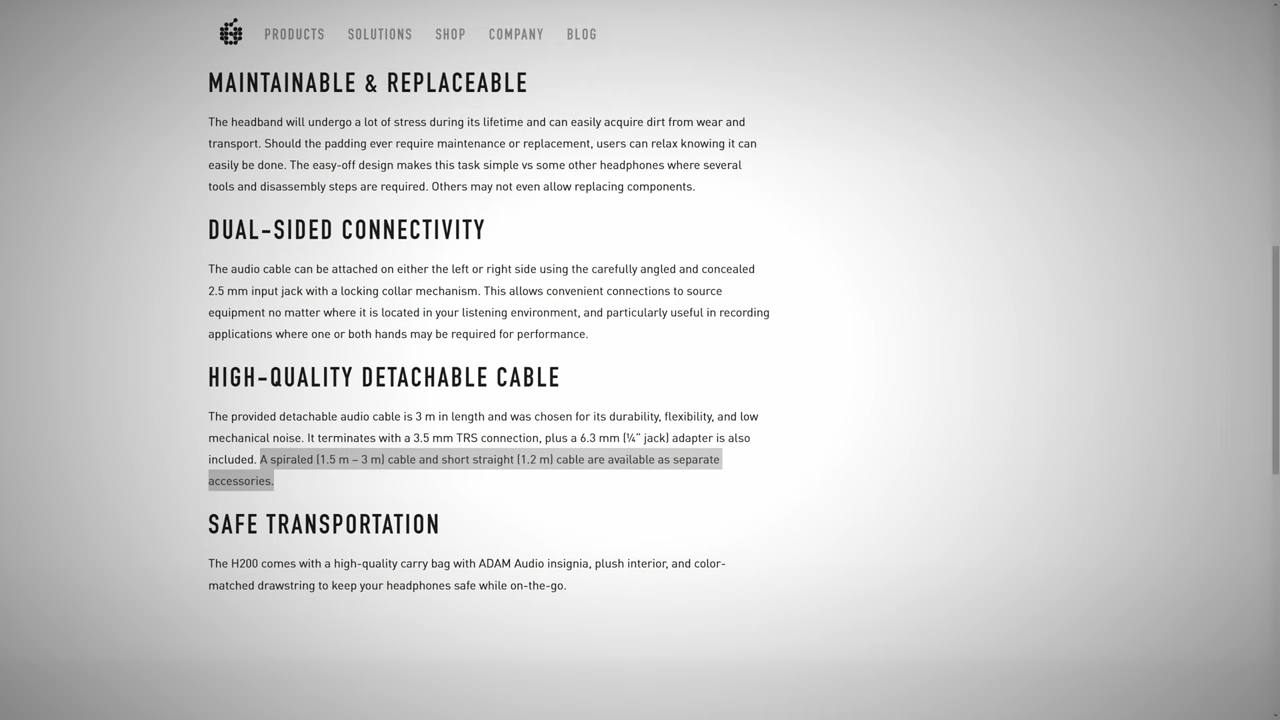 PRODUCTS SOLUTIONS SHOP COMPANY BLOG
MAINTAINABLE & REPLACEABLE
The headband will undergo a lot of stress during its lifetime and can easily acquire dirt from wear and
transport. Should the padding ever require maintenance or replacement, users can relax knowing it can
easily be done. The easy-off design makes this task simple vs some other headphones where several
tools and disassembly steps are required. Others may not even allow replacing components.
DUAL-SIDED CONNECTIVITY
The audio cable can be attached on either the left or right side using the carefully angled and concealed
2.5 mm input jack with a locking collar mechanism. This allows convenient connections to source
equipment no matter where it is located in your listening environment, and particularly useful in recording
applications where one or both hands may be required for performance.
HIGH-QUALITY DETACHABLE CABLE
The provided detachable audio cable is 3 m in length and was chosen for its durability, flexibility, and low
mechanical noise. It terminates with a 3.5 mm TRS connection, plus a 6.3 mm (¼” jack) adapter is also
included. A spiraled (1.5 m – 3 m) cable and short straight (1.2 m) cable are available as separate
accessories.
SAFE TRANSPORTATION
The H200 comes with a high-quality carry bag with ADAM Audio insignia, plush interior, and color-
matched drawstring to keep your headphones safe while on-the-go.